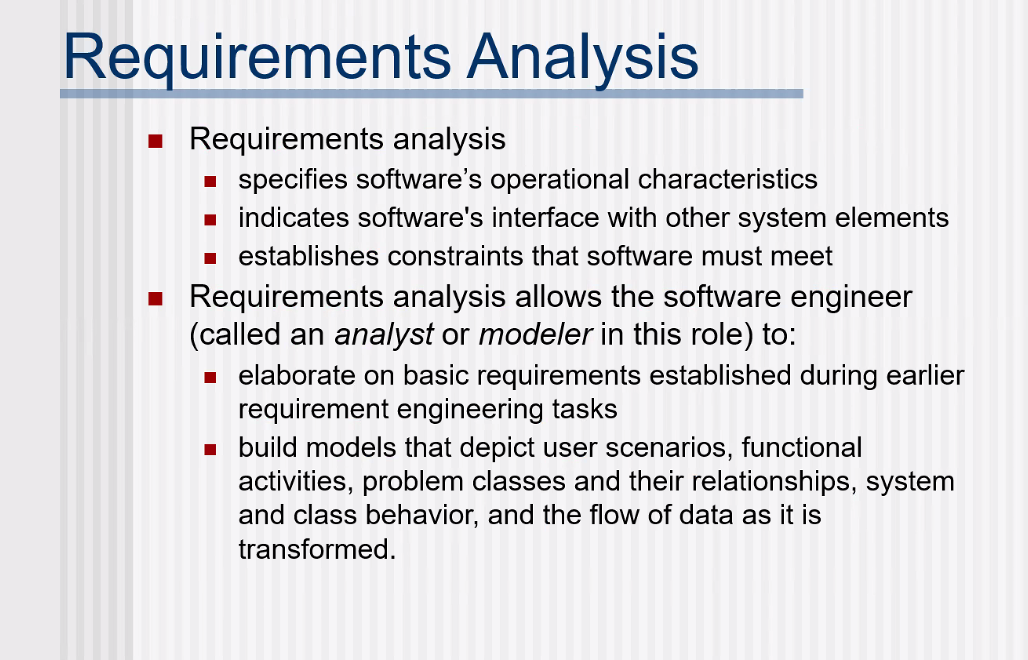 Requirements Analysis
Requirements analysis
specifies software’s operational characteristics
indicates software's interface with other system elements
establishes constraints that software must meet
Requirements analysis allows the software engineer
(called an analyst or modeler in this role) to:
elaborate on basic requirements established during earlier
requirement engineering tasks
build models that depict user scenarios, functional
activities, problem classes and their relationships, system
and class behavior, and the flow of data as it is
transformed.